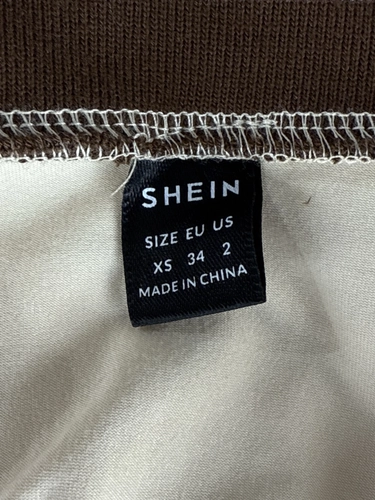 SHEIN
SIZE EU US
XS 34 2
MADE IN CHINA